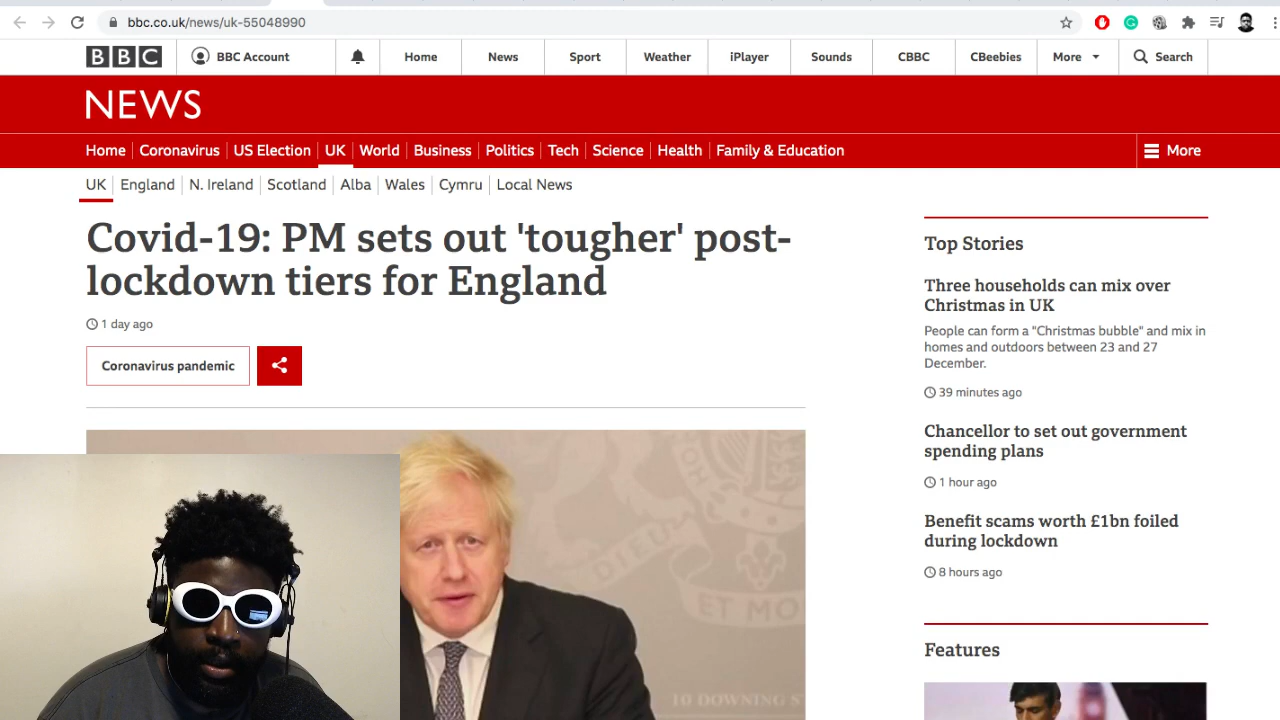 bbc.co.uk/news/uk-55048990
BBC BBC Account Home News Sport Weather iPlayer Sounds CBBC CBeebies More Search
NEWS
Home Coronavirus US Election UK World Business Politics Tech Science Health Family & Education More
UK England N. Ireland Scotland Alba Wales Cymru Local News
Covid-19: PM sets out 'tougher' post-
lockdown tiers for England
1 day ago
Coronavirus pandemic
DIEU ET MO
10 DOWNING S
Top Stories
Three households can mix over
Christmas in UK
People can form a "Christmas bubble" and mix in
homes and outdoors between 23 and 27
December.
39 minutes ago
Chancellor to set out government
spending plans
1 hour ago
Benefit scams worth £1bn foiled
during lockdown
8 hours ago
Features